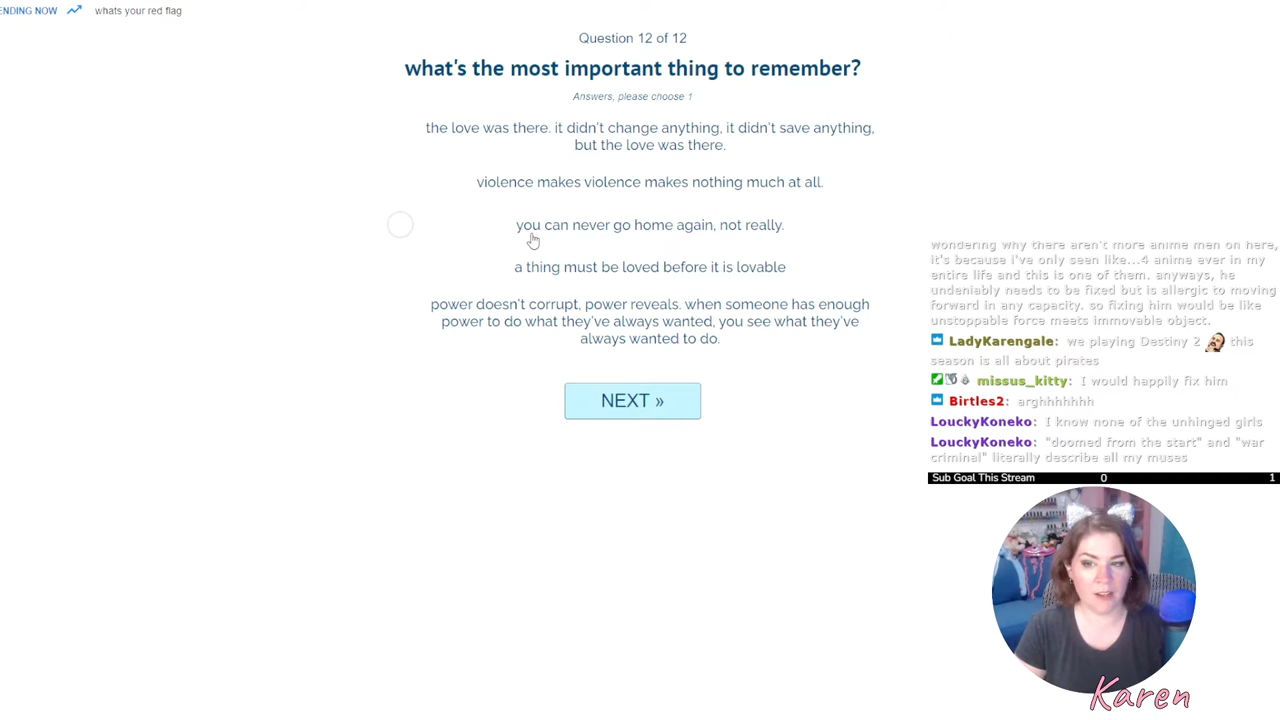 ENDING NOW whats your red flag
Question 12 of 12
what's the most important thing to remember?
Answers, please choose 1
the love was there. it didn't change anything, it didn't save anything,
but the love was there.
violence makes violence makes nothing much at all.
you can never go home again, not really.
a thing must be loved before it is lovable
power doesn't corrupt, power reveals. when someone has enough
power to do what they've always wanted, you see what they've
always wanted to do.
NEXT »
wondering why there aren't more anime men on here,
it's because i've only seen like...4 anime ever in my
entire life and this is one of them. anyways, he
undeniably needs to be fixed but is allergic to moving
forward in any capacity. so fixing him would be like
unstoppable force meets immovable object.
LadyKarengale: we playing Destiny 2 this
season is all about pirates
missus_kitty: I would happily fix him
Birtles2: arghhhhhhh
LouckyKoneko: I know none of the unhinged girls
LouckyKoneko: "doomed from the start" and "war
criminal" literally describe all my muses
Sub Goal This Stream 0 1
Karen